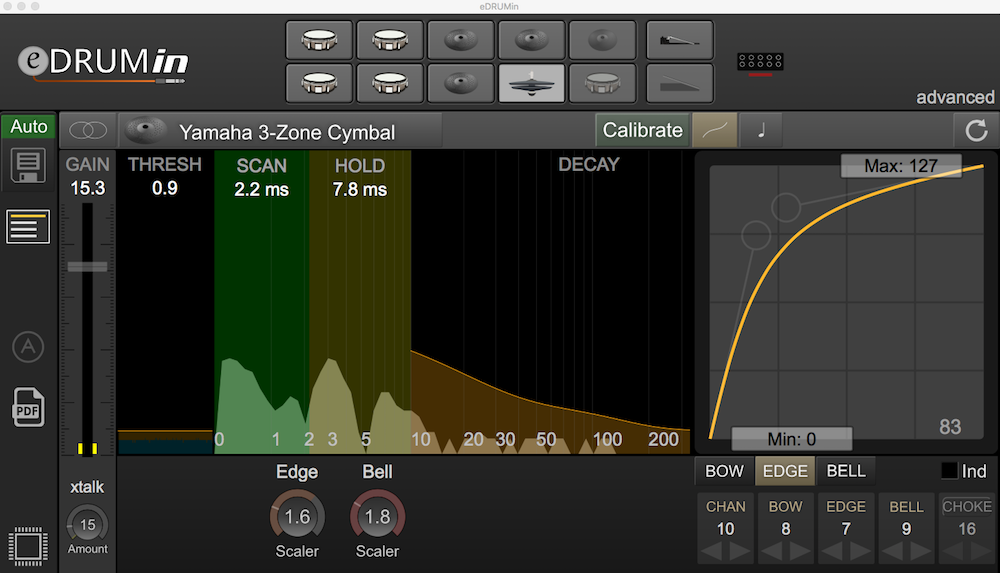 eDRUMin
eDRUMin
advanced
Auto
Yamaha 3-Zone Cymbal
Calibrate
GAIN
15.3
THRESH
0.9
SCAN
2.2 ms
HOLD
7.8 ms
DECAY
Max: 127
A
PDF
0 1 2 3 5 10 20 30 50 100 200
83
Min: 0
xtalk
15
Amount
Edge
1.6
Scaler
Bell
1.8
Scaler
BOW EDGE BELL Ind
CHAN BOW EDGE BELL CHOKE
10 8 7 9 16